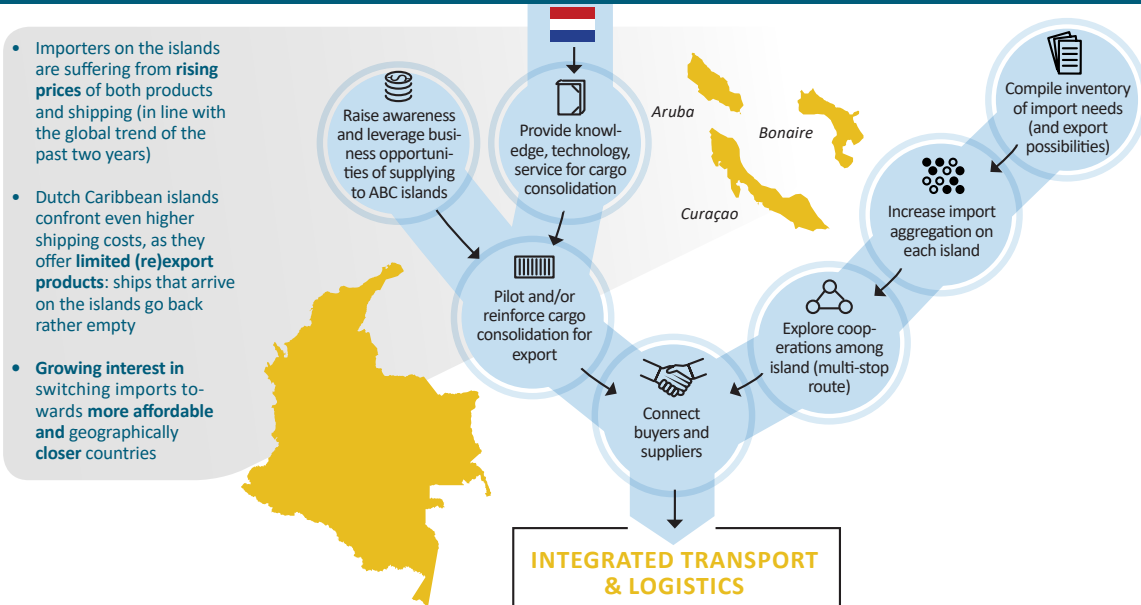 • Importers on the islands
are suffering from rising
prices of both products
and shipping (in line with
the global trend of the
past two years)
• Dutch Caribbean islands
confront even higher
shipping costs, as they
offer limited (re)export
products: ships that arrive
on the islands go back
rather empty
• Growing interest in
switching imports to-
wards more affordable
and geographically
closer countries
Raise awareness
and leverage busi-
ness opportuni-
ties of supplying
to ABC islands
Provide knowl-
edge, technology,
service for cargo
consolidation
Aruba
Bonaire
Curaçao
Compile inventory
of import needs
(and export
possibilities)
Increase import
aggregation on
each island
Pilot and/or
reinforce cargo
consolidation for
export
Explore coop-
erations among
island (multi-stop
route)
Connect
buyers and
suppliers
INTEGRATED TRANSPORT
& LOGISTICS